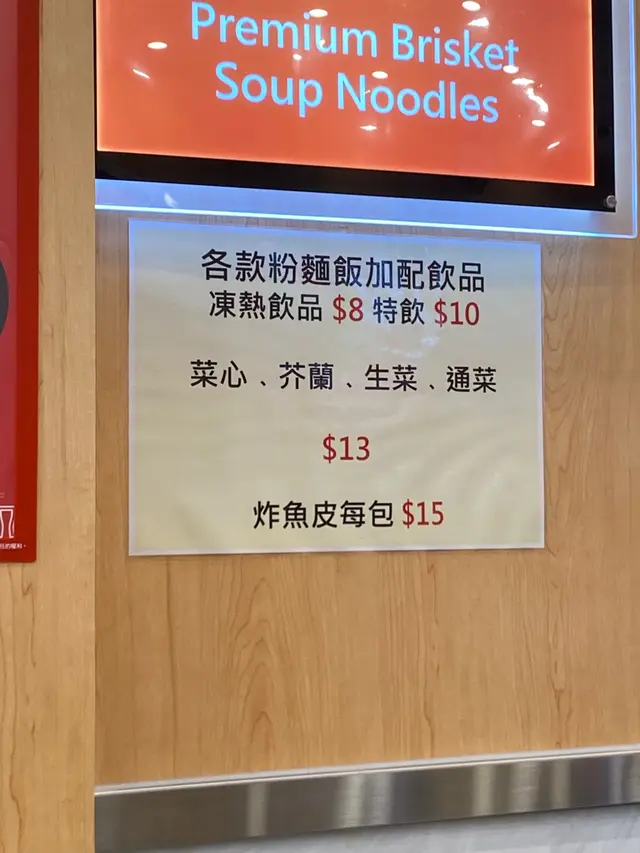 Premium Brisket
Soup Noodles
各款粉麵飯加配飲品
凍熱飲品 $8 特飲 $10
菜心、芥蘭、生菜、通菜
$13
炸魚皮每包 $15